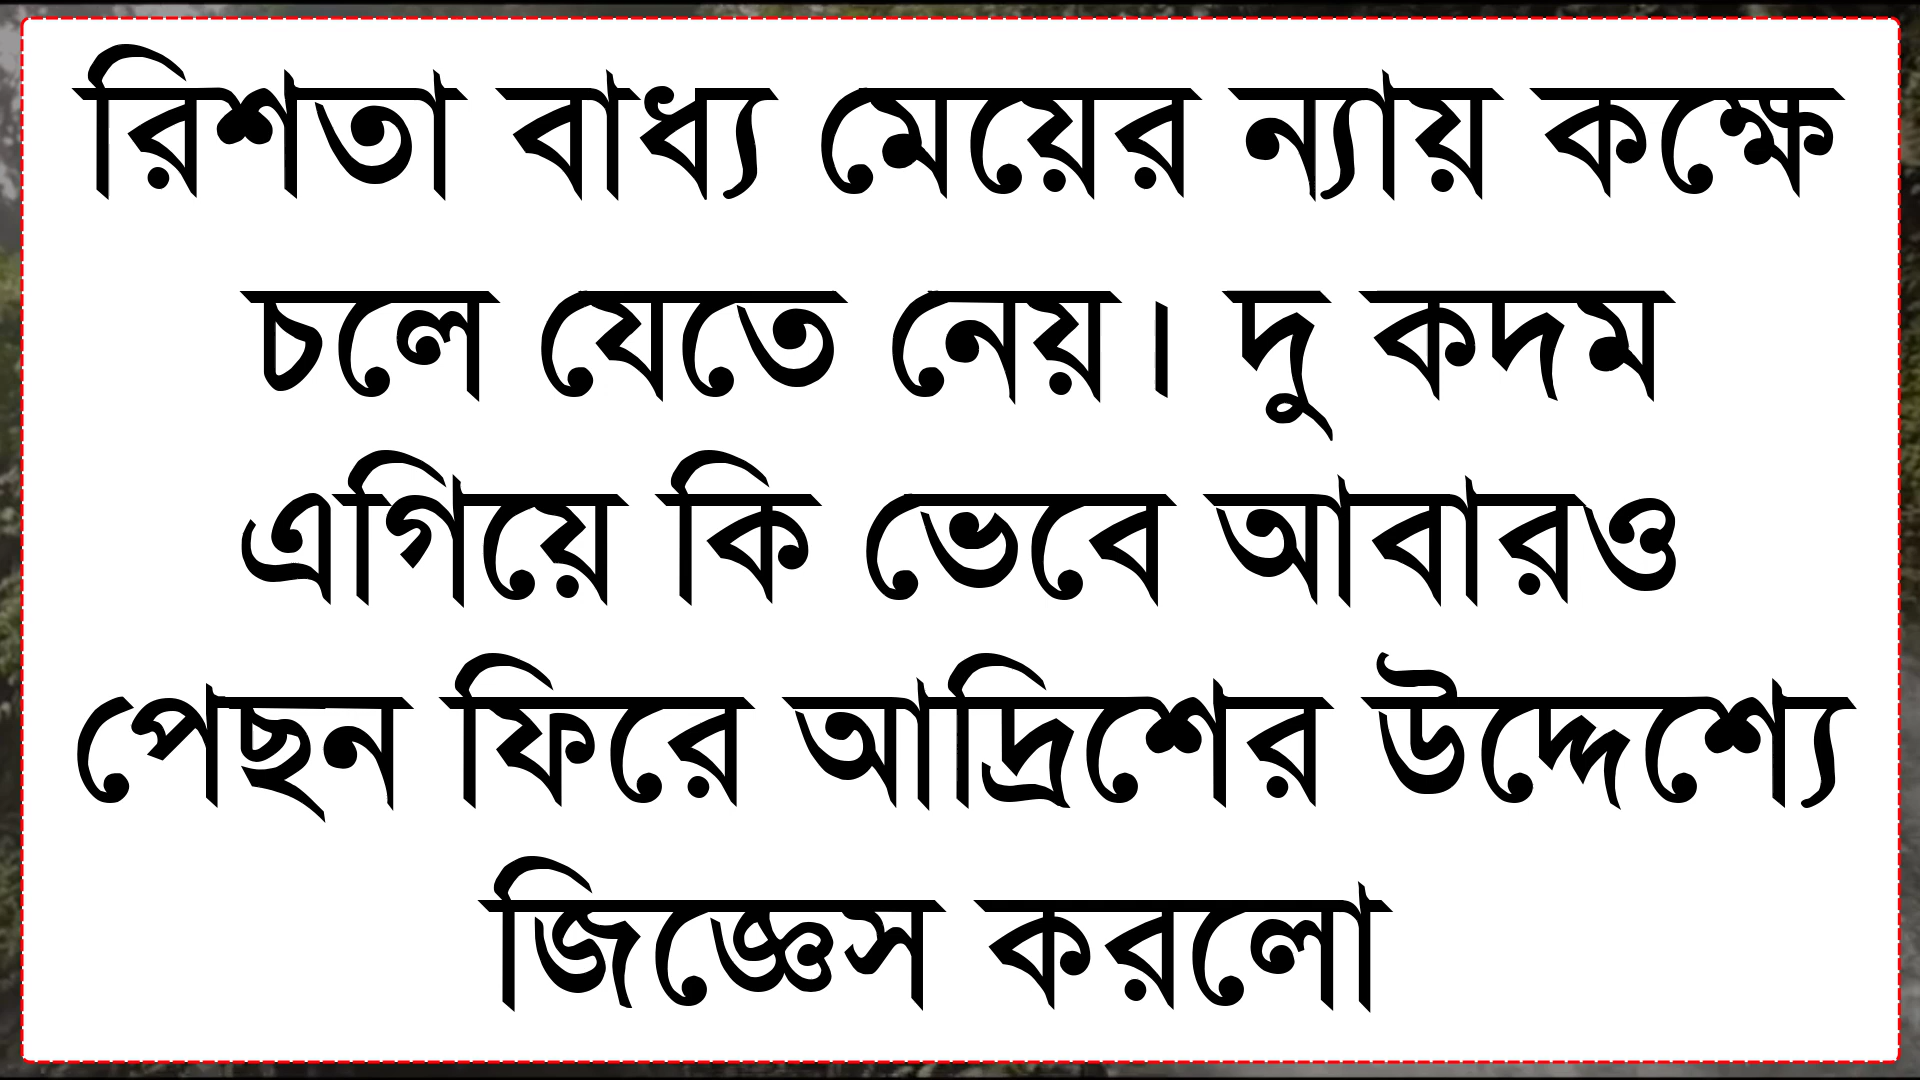 রিশতা বাধ্য মেয়ের ন্যায় কক্ষে
চলে যেতে নেয়। দু কদম
এগিয়ে কি ভেবে আবারও
পেছন ফিরে আদ্রিশের উদ্দেশ্যে
জিজ্ঞেস করলো